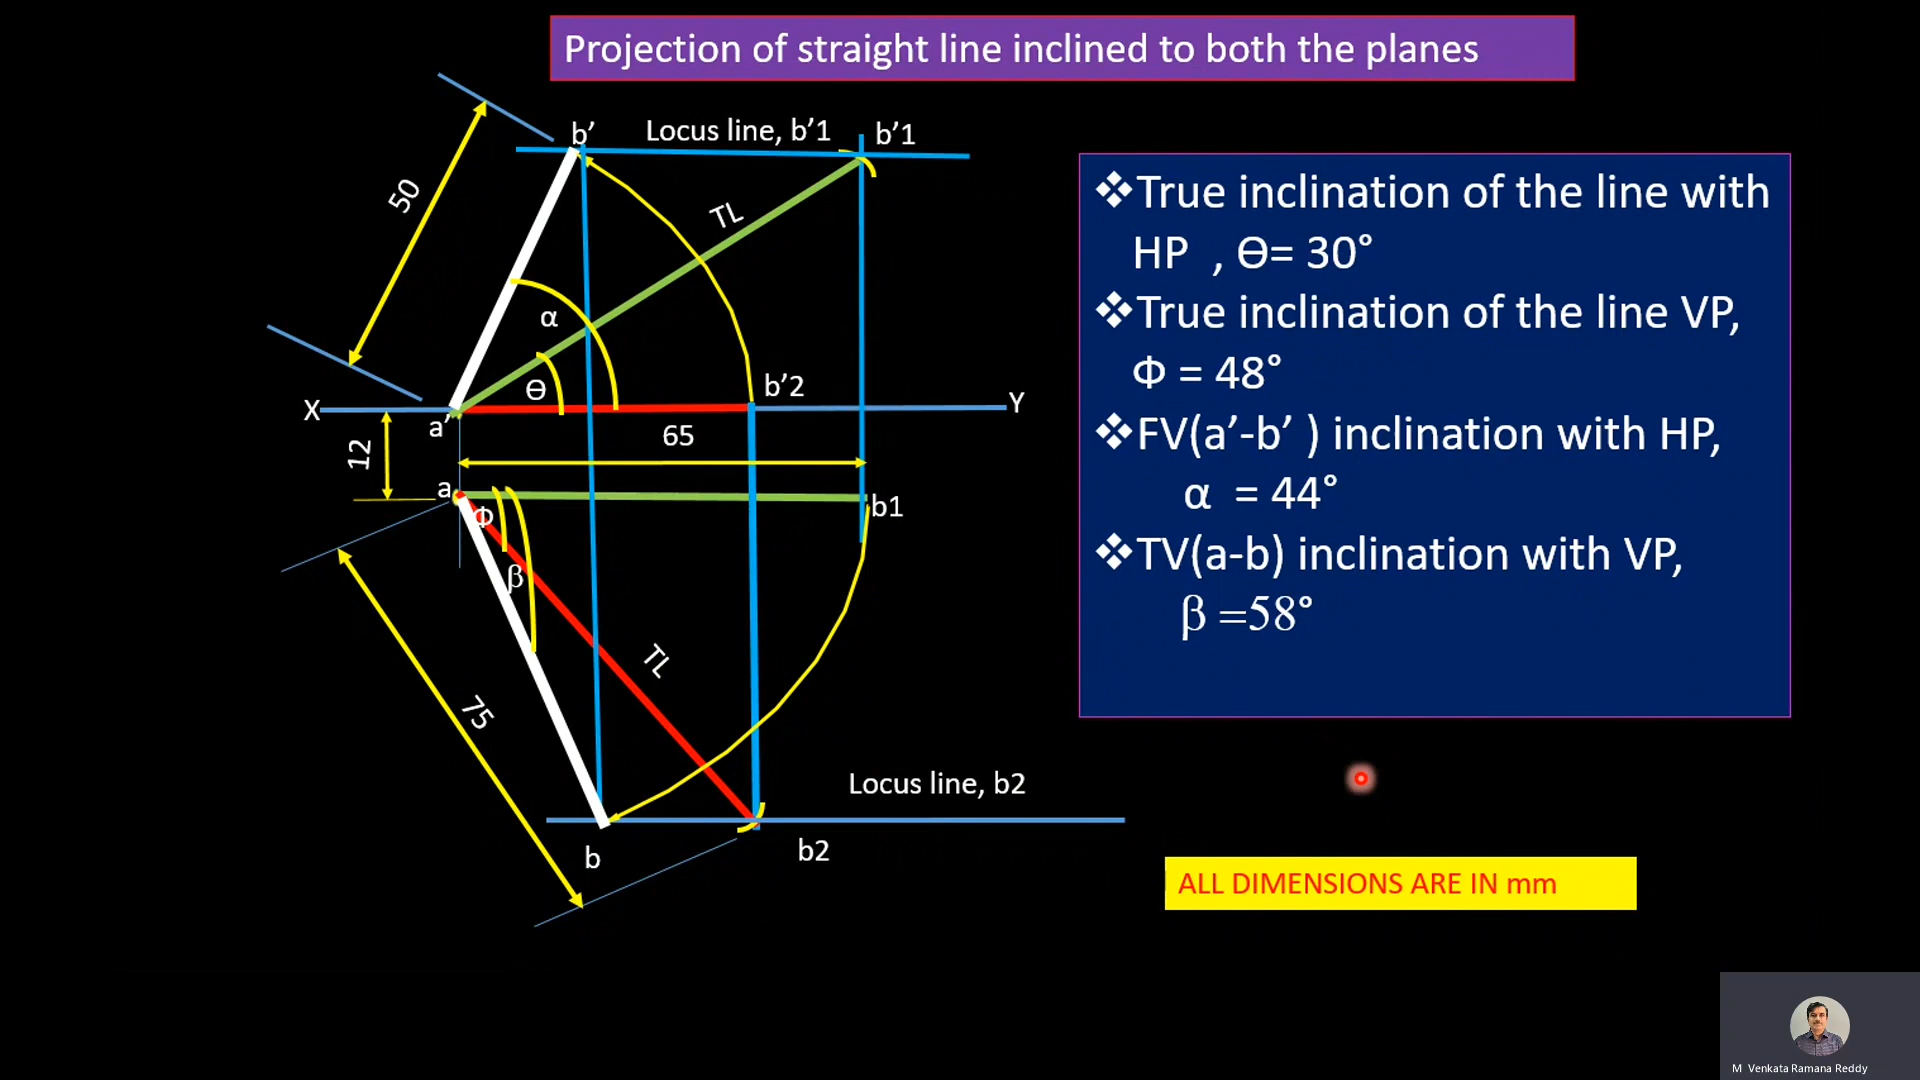 Projection of straight line inclined to both the planes
b’
Locus line, b’1
b’1
50
TL
α
ϴ
b’2
X
Y
a’
65
12
a
b1
Φ
β
TL
75
Locus line, b2
b
b2
❖True inclination of the line with
HP , ϴ= 30°
❖True inclination of the line VP,
Φ = 48°
❖FV(a’-b’ ) inclination with HP,
α = 44°
❖TV(a-b) inclination with VP,
β =58°
ALL DIMENSIONS ARE IN mm
M Venkata Ramana Reddy